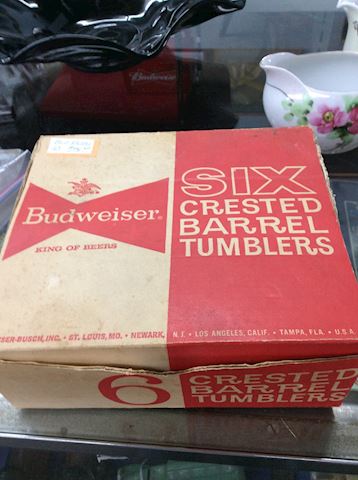 Budweiser®
KING OF BEERS
SIX
CRESTED
BARREL
TUMBLERS
SER-BUSCH, INC. • ST. LOUIS, MO. • NEWARK, N. J. • LOS ANGELES, CALIF. • TAMPA, FLA. • U.S.A.
6 CRESTED
BARREL
TUMBLERS